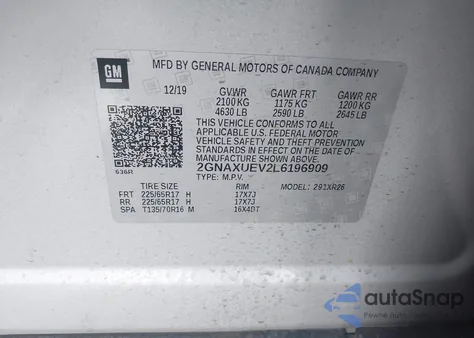 GM
MFD BY GENERAL MOTORS OF CANADA COMPANY
12/19 GVWR GAWR FRT GAWR RR
2100 KG 1175 KG 1200 KG
4630 LB 2590 LB 2645 LB
THIS VEHICLE CONFORMS TO ALL
APPLICABLE U.S. FEDERAL MOTOR
VEHICLE SAFETY AND THEFT PREVENTION
STANDARDS IN EFFECT ON THE DATE
OF MANUFACTURE SHOWN ABOVE.
636R 2GNAXUEV2L6196909
TYPE: M.P.V.
TIRE SIZE RIM MODEL: 291XR26
FRT 225/65R17 H 17X7J
RR 225/65R17 H 17X7J
SPA T135/70R16 M 16X4BT
autoSnap